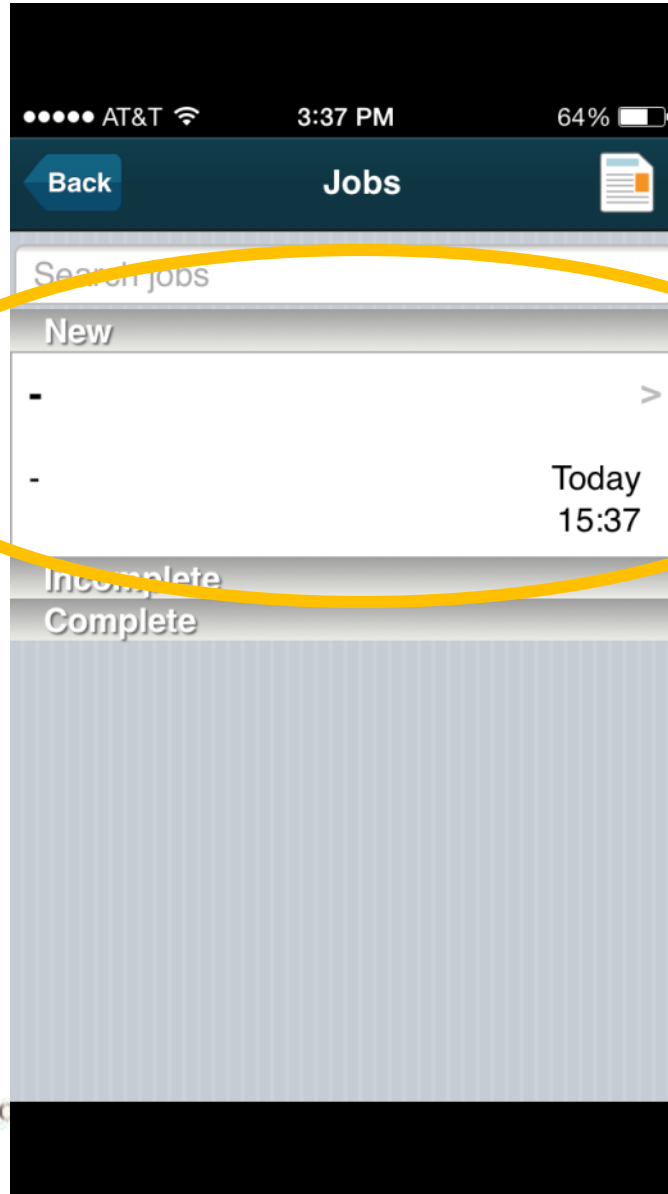 AT&T 3:37 PM 64%
Back Jobs
Search jobs
New
- >
- Today
15:37
Incomplete
Complete